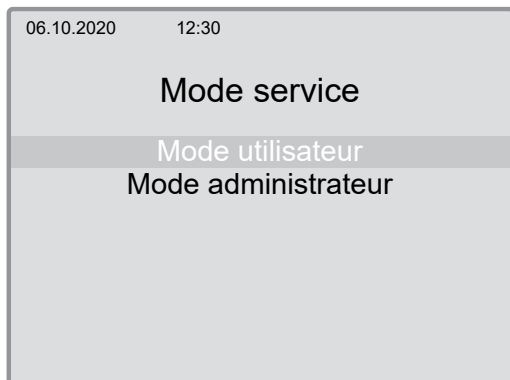 06.10.2020 12:30
Mode service
Mode utilisateur
Mode administrateur